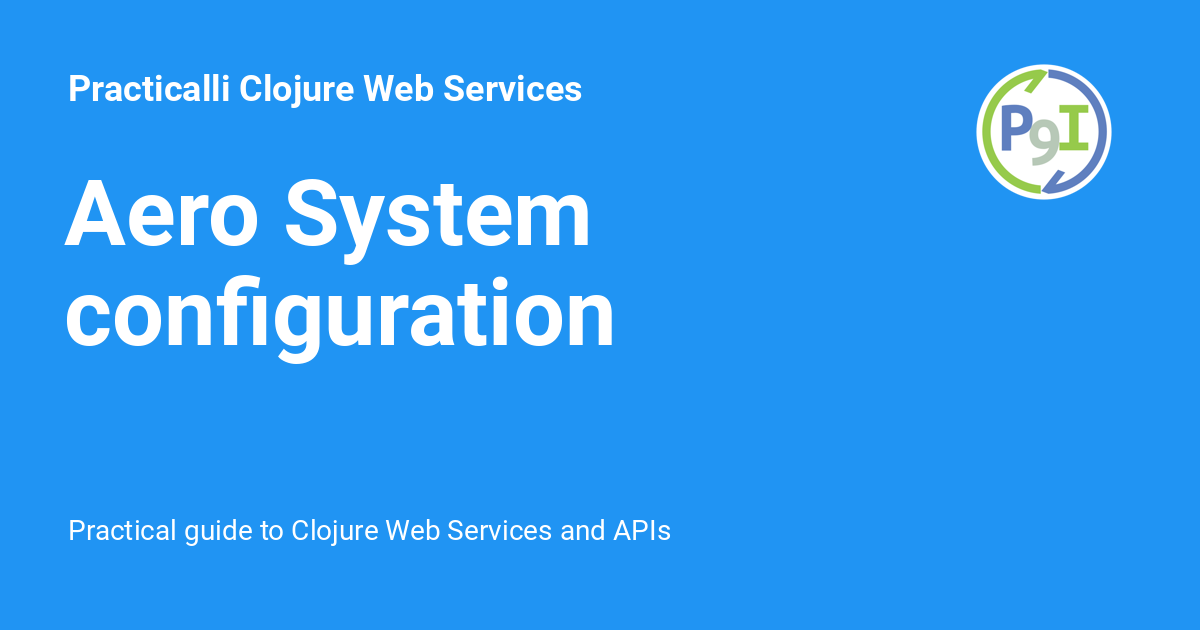 Practicalli Clojure Web Services
P9I
Aero System
configuration
Practical guide to Clojure Web Services and APIs